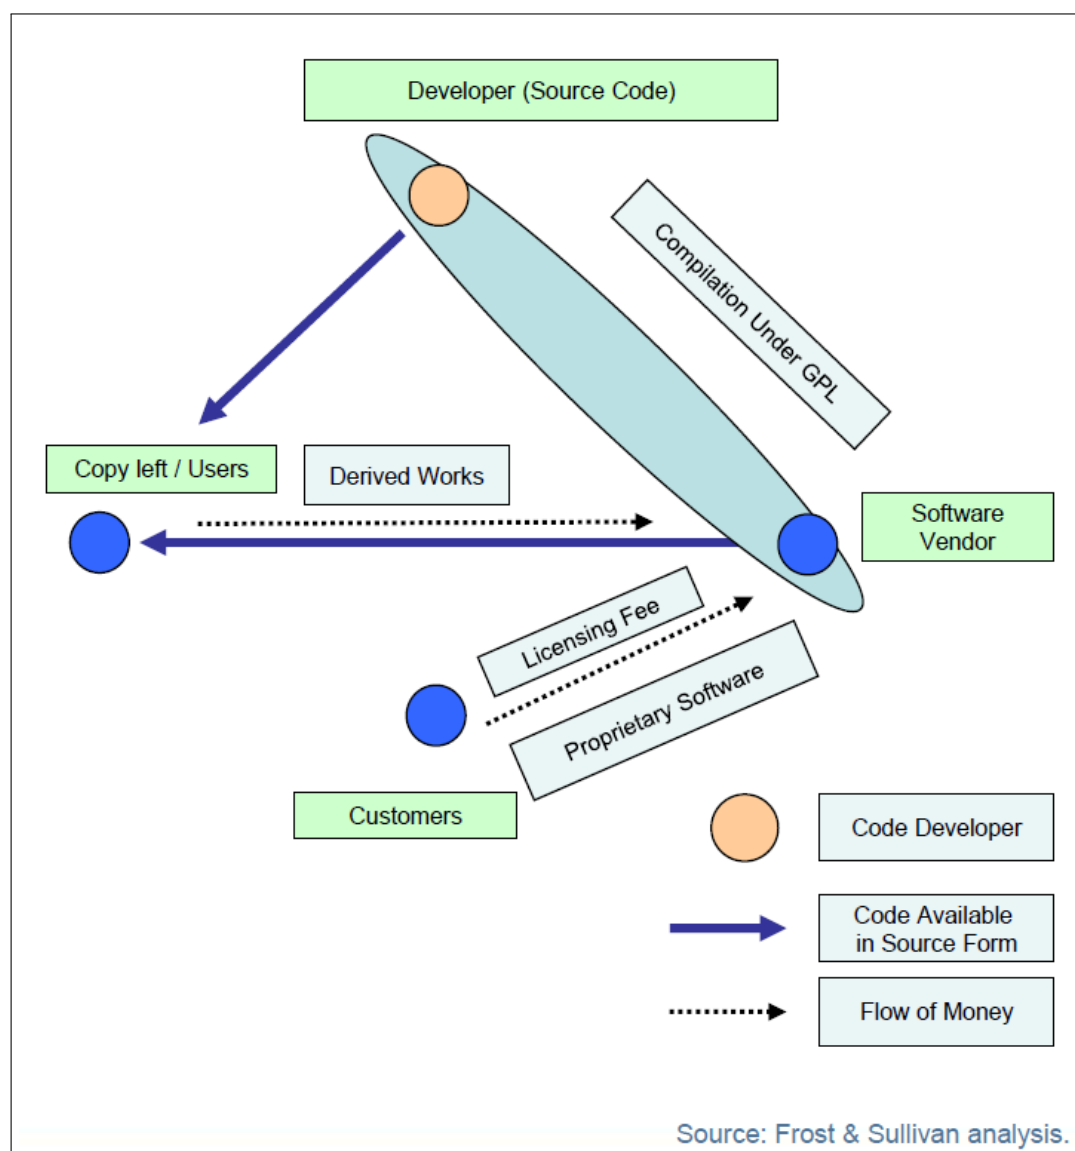 Developer (Source Code)
Compilation Under GPL
Copy left / Users
Derived Works
Software
Vendor
Licensing Fee
Proprietary Software
Customers
Code Developer
Code Available
in Source Form
Flow of Money
Source: Frost & Sullivan analysis.